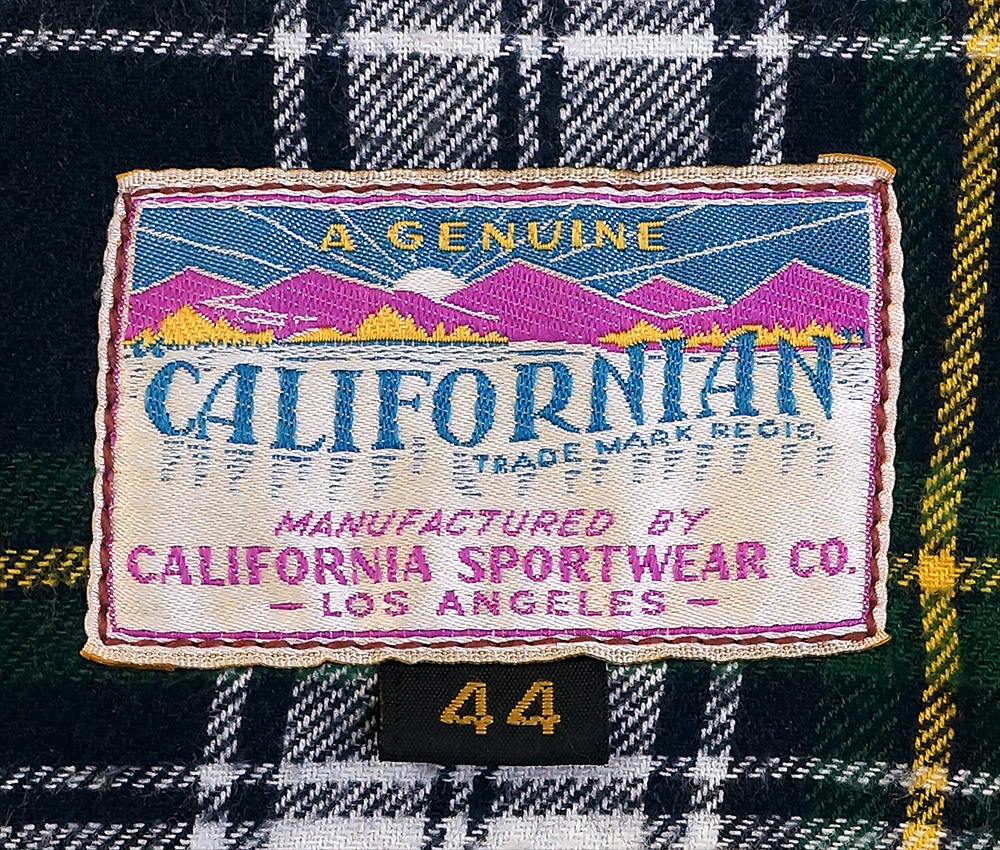 A GENUINE
"CALIFORNIAN"
TRADE MARK REGIS.
MANUFACTURED BY
CALIFORNIA SPORTWEAR CO.
— LOS ANGELES —
44